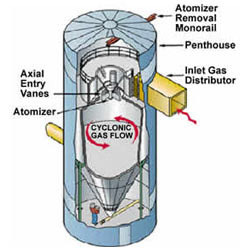 Atomizer
Removal
Monorail
Penthouse
Axial
Entry
Vanes
Inlet Gas
Distributor
Atomizer
CYCLONIC
GAS FLOW